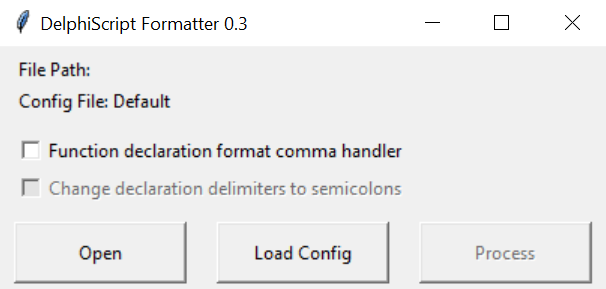 DelphiScript Formatter 0.3
File Path:
Config File: Default
Function declaration format comma handler
Change declaration delimiters to semicolons
Open Load Config Process